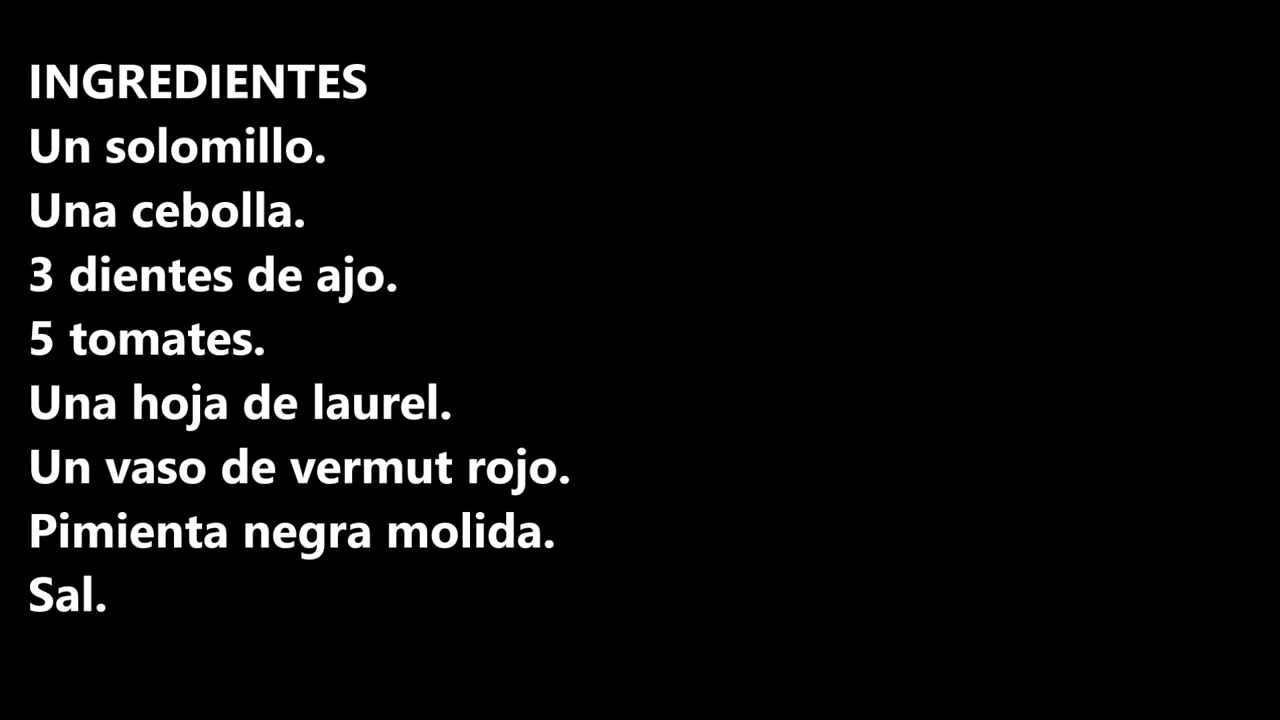 INGREDIENTES
Un solomillo.
Una cebolla.
3 dientes de ajo.
5 tomates.
Una hoja de laurel.
Un vaso de vermut rojo.
Pimienta negra molida.
Sal.